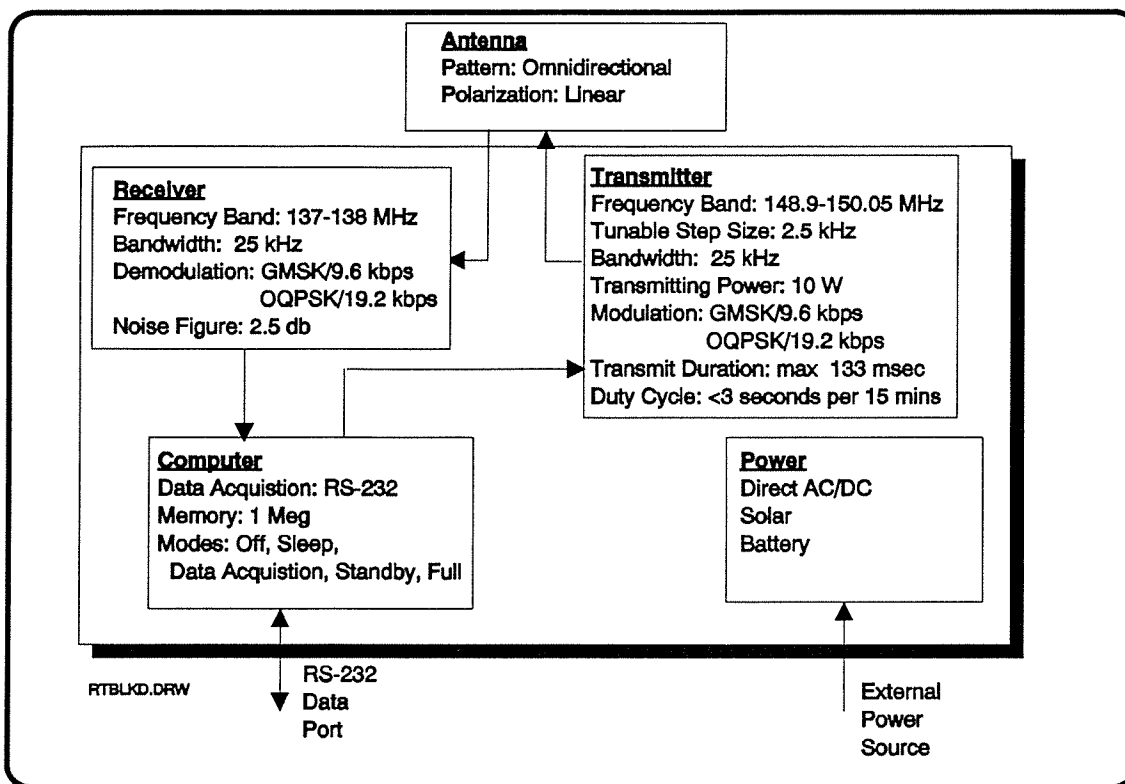 Antenna
Pattern: Omnidirectional
Polarization: Linear
Receiver
Frequency Band: 137-138 MHz
Bandwidth: 25 kHz
Demodulation: GMSK/9.6 kbps
OQPSK/19.2 kbps
Noise Figure: 2.5 db
Transmitter
Frequency Band: 148.9-150.05 MHz
Tunable Step Size: 2.5 kHz
Bandwidth: 25 kHz
Transmitting Power: 10 W
Modulation: GMSK/9.6 kbps
OQPSK/19.2 kbps
Transmit Duration: max 133 msec
Duty Cycle: <3 seconds per 15 mins
Computer
Data Acquistion: RS-232
Memory: 1 Meg
Modes: Off, Sleep,
Data Acquistion, Standby, Full
Power
Direct AC/DC
Solar
Battery
RTBLKD.DRW
RS-232
Data
Port
External
Power
Source